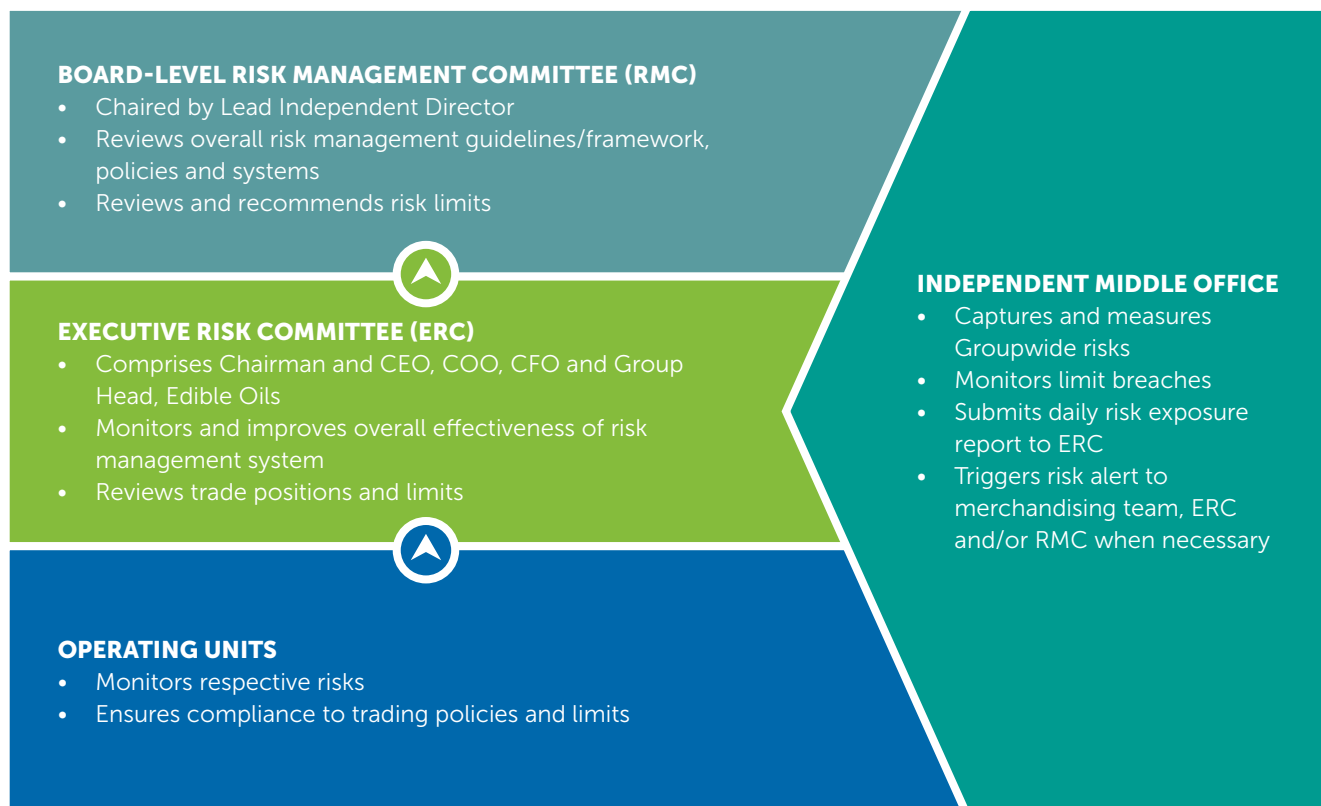 BOARD-LEVEL RISK MANAGEMENT COMMITTEE (RMC)
• Chaired by Lead Independent Director
• Reviews overall risk management guidelines/framework,
policies and systems
• Reviews and recommends risk limits
EXECUTIVE RISK COMMITTEE (ERC)
• Comprises Chairman and CEO, COO, CFO and Group
Head, Edible Oils
• Monitors and improves overall effectiveness of risk
management system
• Reviews trade positions and limits
OPERATING UNITS
• Monitors respective risks
• Ensures compliance to trading policies and limits
INDEPENDENT MIDDLE OFFICE
• Captures and measures
Groupwide risks
• Monitors limit breaches
• Submits daily risk exposure
report to ERC
• Triggers risk alert to
merchandising team, ERC
and/or RMC when necessary